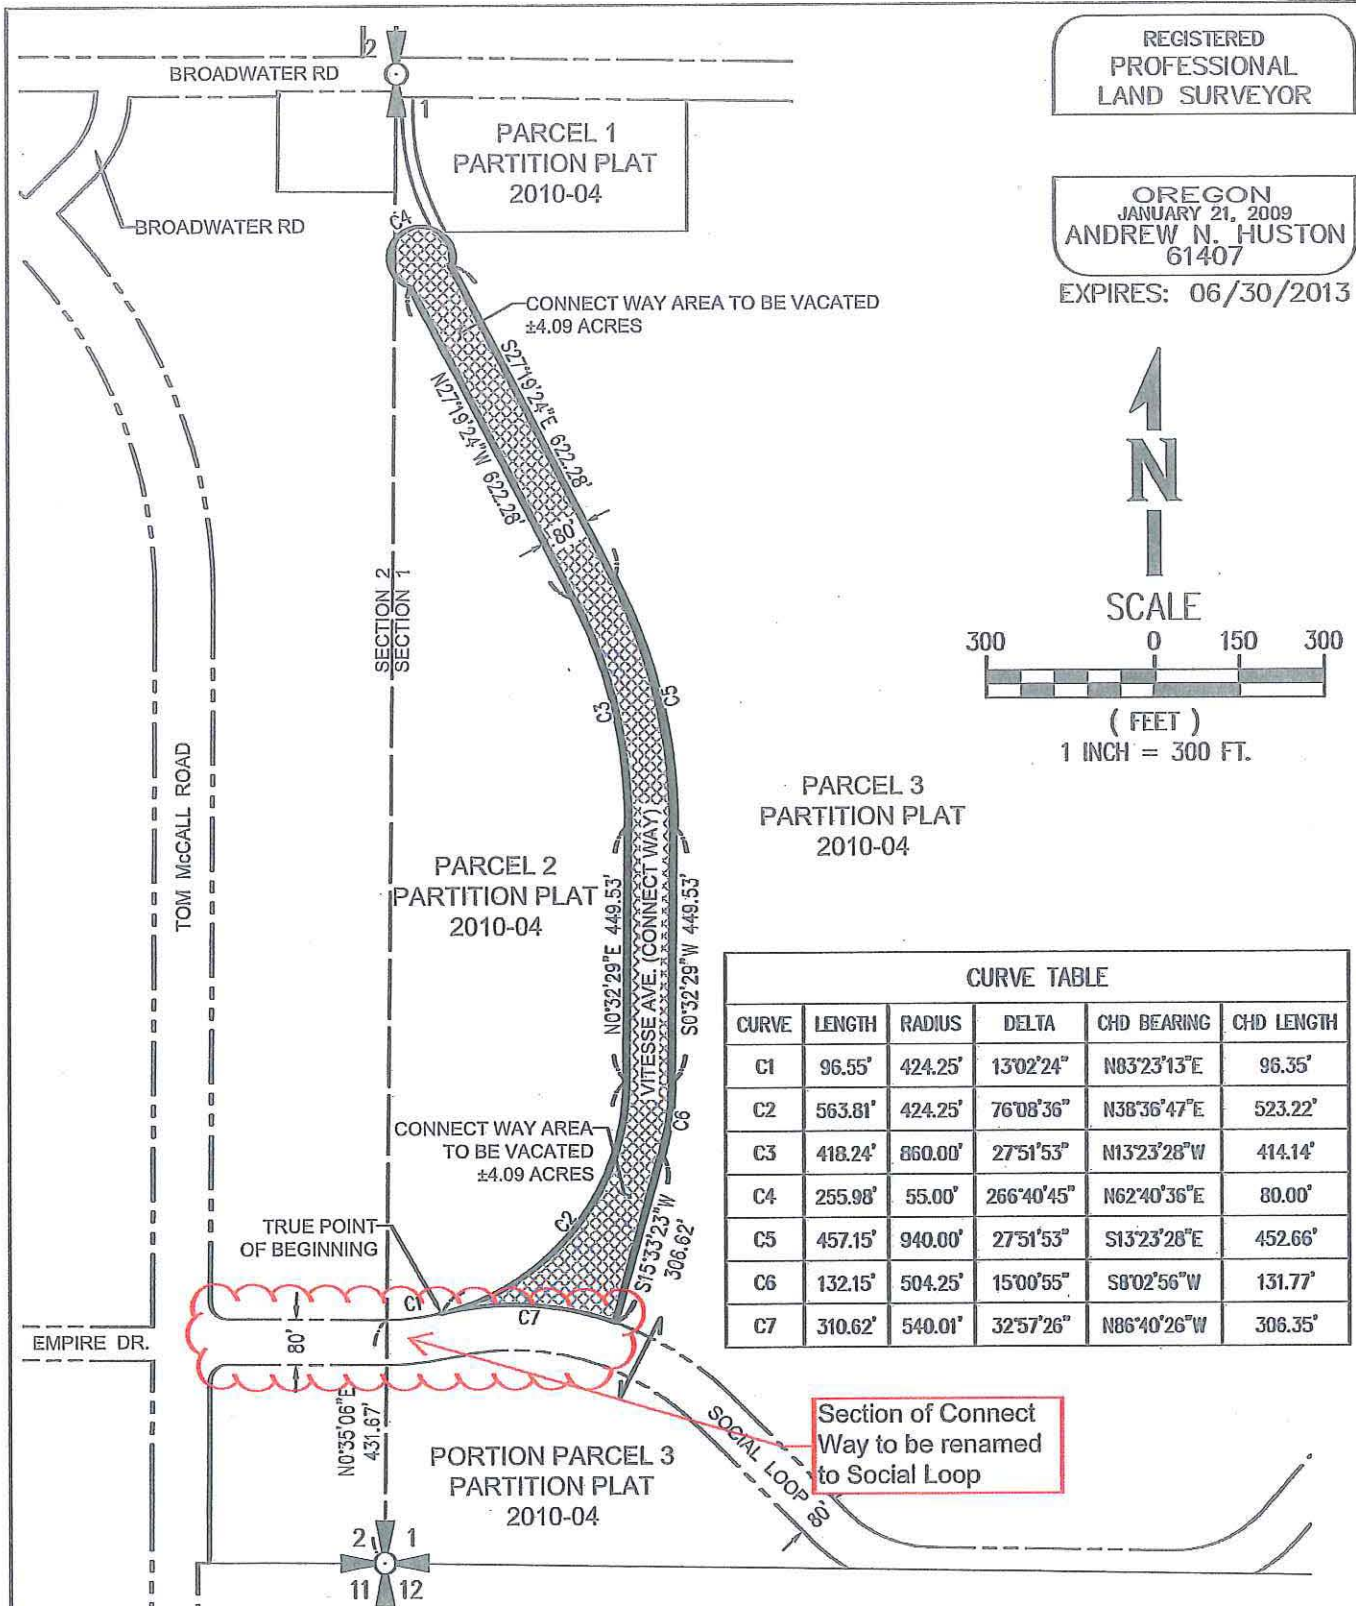 REGISTERED
PROFESSIONAL
LAND SURVEYOR
OREGON
JANUARY 21, 2009
ANDREW N. HUSTON
61407
EXPIRES: 06/30/2013
2
BROADWATER RD
1
PARCEL 1
PARTITION PLAT
2010-04
BROADWATER RD
C4
CONNECT WAY AREA TO BE VACATED
±4.09 ACRES
S27°19'24"E 622.28'
N27°19'24"W 622.28'
80'
N
SCALE
300 0 150 300
( FEET )
1 INCH = 300 FT.
SECTION 2
SECTION 1
C3
C5
TOM McCALL ROAD
PARCEL 3
PARTITION PLAT
2010-04
PARCEL 2
PARTITION PLAT
2010-04
N0°32'29"E 449.53'
VITESSE AVE. (CONNECT WAY)
S0°32'29"W 449.53'
C6
CONNECT WAY AREA
TO BE VACATED
±4.09 ACRES
C2
S15°33'23"W
306.62'
TRUE POINT
OF BEGINNING
C1
C7
EMPIRE DR.
80'
N0°35'06"E
431.67'
CURVE TABLE
CURVE LENGTH RADIUS DELTA CHD BEARING CHD LENGTH
C1 96.55' 424.25' 13°02'24" N83°23'13"E 96.35'
C2 563.81' 424.25' 76°08'36" N38°36'47"E 523.22'
C3 418.24' 860.00' 27°51'53" N13°23'28"W 414.14'
C4 255.98' 55.00' 266°40'45" N62°40'36"E 80.00'
C5 457.15' 940.00' 27°51'53" S13°23'28"E 452.66'
C6 132.15' 504.25' 15°00'55" S8°02'56"W 131.77'
C7 310.62' 540.01' 32°57'26" N86°40'26"W 306.35'
Section of Connect
Way to be renamed
to Social Loop
SOCIAL LOOP
80'
PORTION PARCEL 3
PARTITION PLAT
2010-04
2 1
11 12